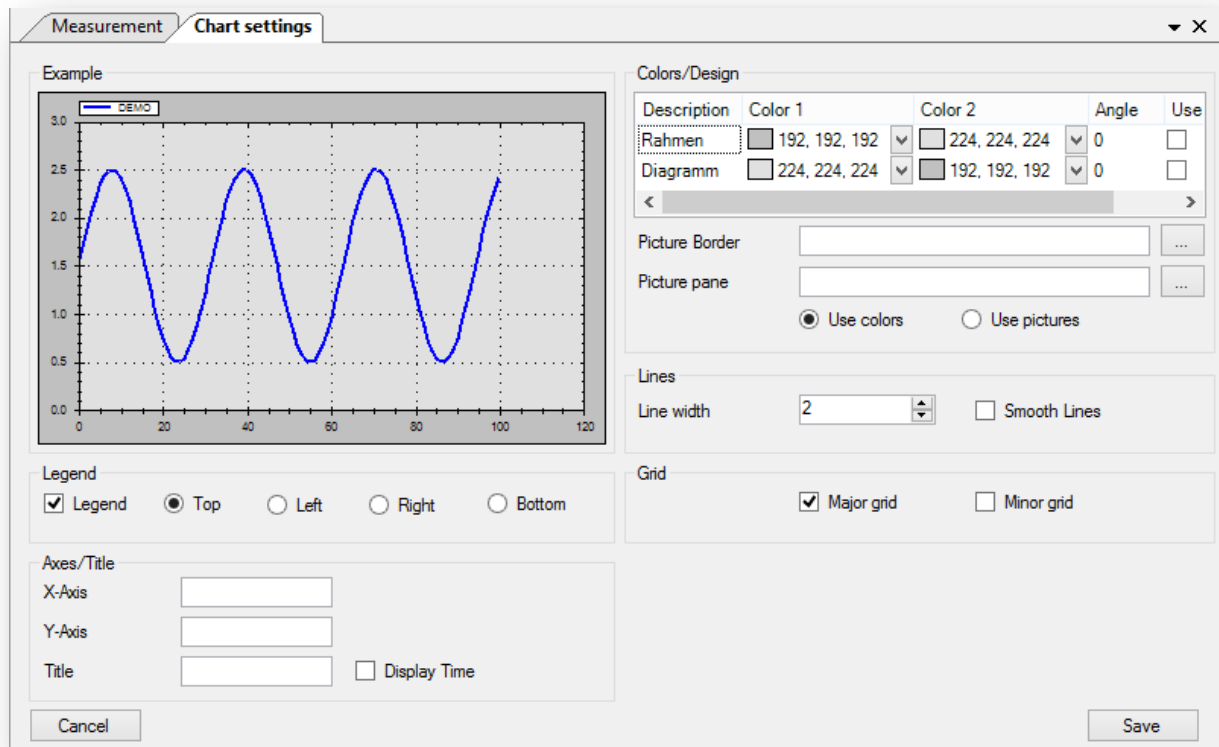 Measurement Chart settings
Example
DEMO
3.0
2.5
2.0
1.5
1.0
0.5
0.0
0 20 40 60 80 100 120
Colors/Design
Description Color 1 Color 2 Angle Use
Rahmen 192, 192, 192 224, 224, 224 0
Diagramm 224, 224, 224 192, 192, 192 0
Picture Border ...
Picture pane ...
Use colors Use pictures
Lines
Line width 2 Smooth Lines
Legend
Legend Top Left Right Bottom
Grid
Major grid Minor grid
Axes/Title
X-Axis
Y-Axis
Title Display Time
Cancel Save